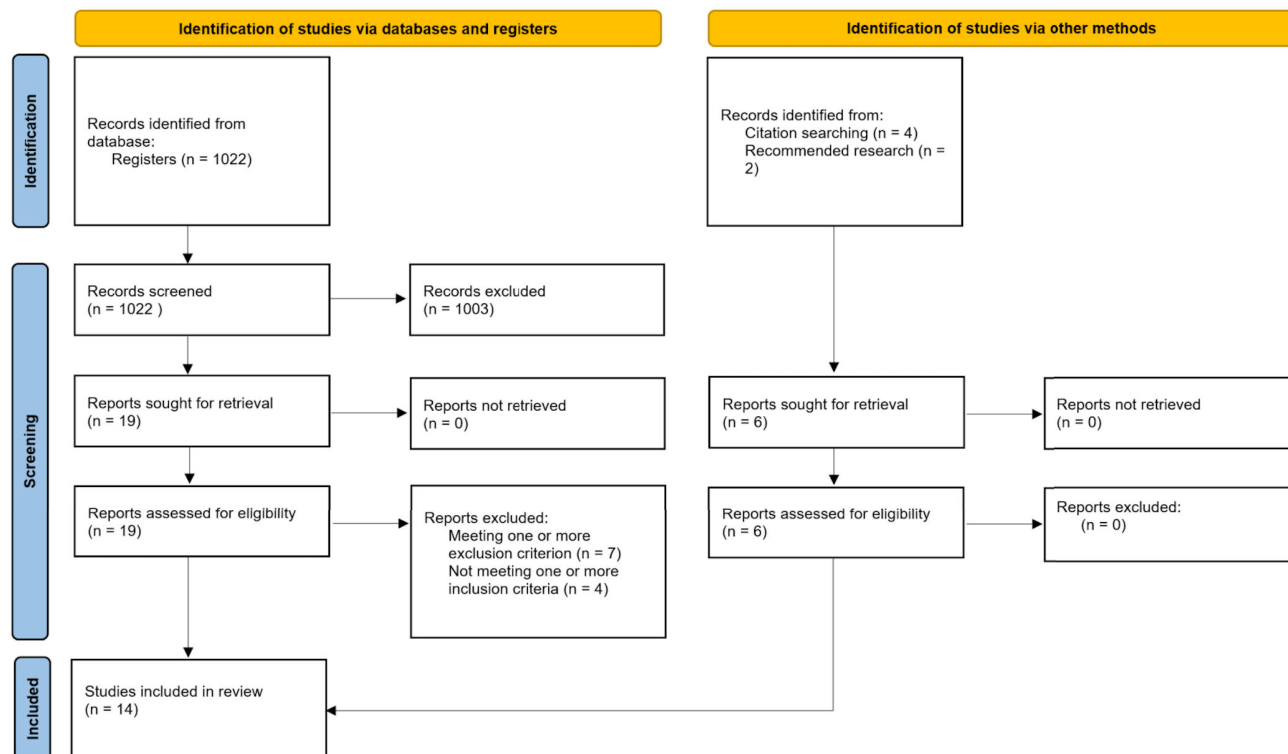 Identification of studies via databases and registers
Identification of studies via other methods
Identification
Records identified from
database:
Registers (n = 1022)
Records identified from:
Citation searching (n = 4)
Recommended research (n =
2)
Screening
Records screened
(n = 1022 )
Records excluded
(n = 1003)
Reports sought for retrieval
(n = 19)
Reports not retrieved
(n = 0)
Reports sought for retrieval
(n = 6)
Reports not retrieved
(n = 0)
Reports assessed for eligibility
(n = 19)
Reports excluded:
Meeting one or more
exclusion criterion (n = 7)
Not meeting one or more
inclusion criteria (n = 4)
Reports assessed for eligibility
(n = 6)
Reports excluded:
(n = 0)
Included
Studies included in review
(n = 14)